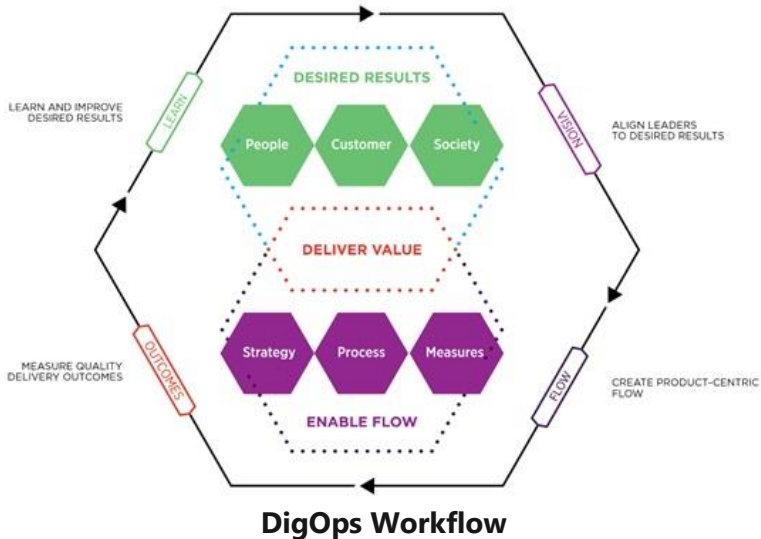 DESIRED RESULTS
People
Customer
Society
DELIVER VALUE
Strategy
Process
Measures
ENABLE FLOW
LEARN
LEARN AND IMPROVE
DESIRED RESULTS
VISION
ALIGN LEADERS
TO DESIRED RESULTS
OUTCOMES
MEASURE QUALITY
DELIVERY OUTCOMES
FLOW
CREATE PRODUCT-CENTRIC
FLOW
DigOps Workflow